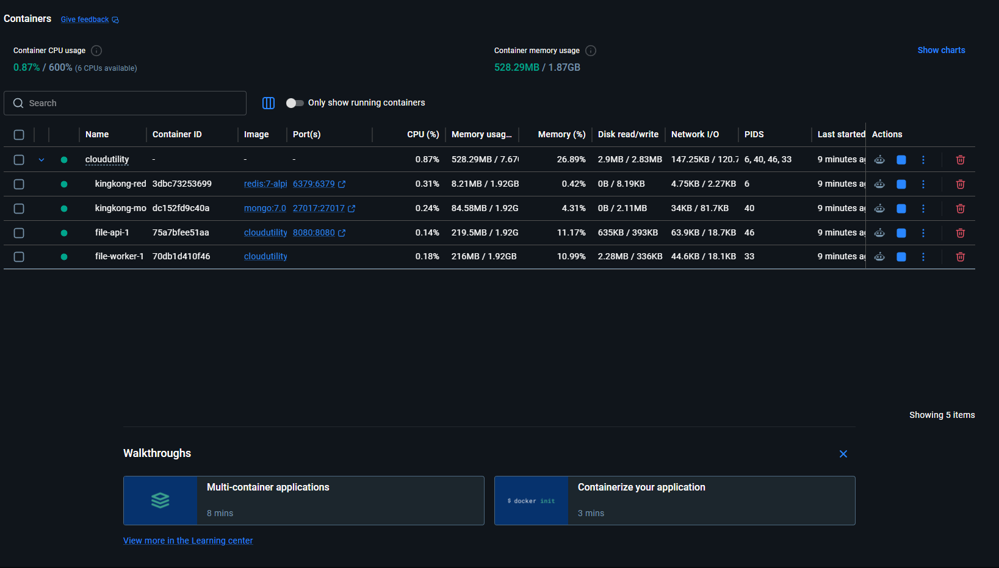 Containers Give feedback
Container CPU usage Container memory usage Show charts
0.87% / 600% (6 CPUs available) 528.29MB / 1.87GB
Search Only show running containers
Name Container ID Image Port(s) CPU (%) Memory usag... Memory (%) Disk read/write Network I/O PIDS Last started Actions
cloudutility - - - 0.87% 528.29MB / 7.67 26.89% 2.9MB / 2.83MB 147.25KB / 120.7 6, 40, 46, 33 9 minutes a
kingkong-red 3dbc73253699 redis:7-alpi 6379:6379 0.31% 8.21MB / 1.92GB 0.42% 0B / 8.19KB 4.75KB / 2.27KB 6 9 minutes a
kingkong-mo dc152fd9c40a mongo:7.0 27017:27017 0.24% 84.58MB / 1.92G 4.31% 0B / 2.11MB 34KB / 81.7KB 40 9 minutes a
file-api-1 75a7bfee51aa cloudutility 8080:8080 0.14% 219.5MB / 1.92G 11.17% 635KB / 393KB 63.9KB / 18.7KB 46 9 minutes a
file-worker-1 70db1d410f46 cloudutility 0.18% 216MB / 1.92GB 10.99% 2.28MB / 336KB 44.6KB / 18.1KB 33 9 minutes a
Showing 5 items
Walkthroughs
Multi-container applications
8 mins
$ docker init
Containerize your application
3 mins
View more in the Learning center